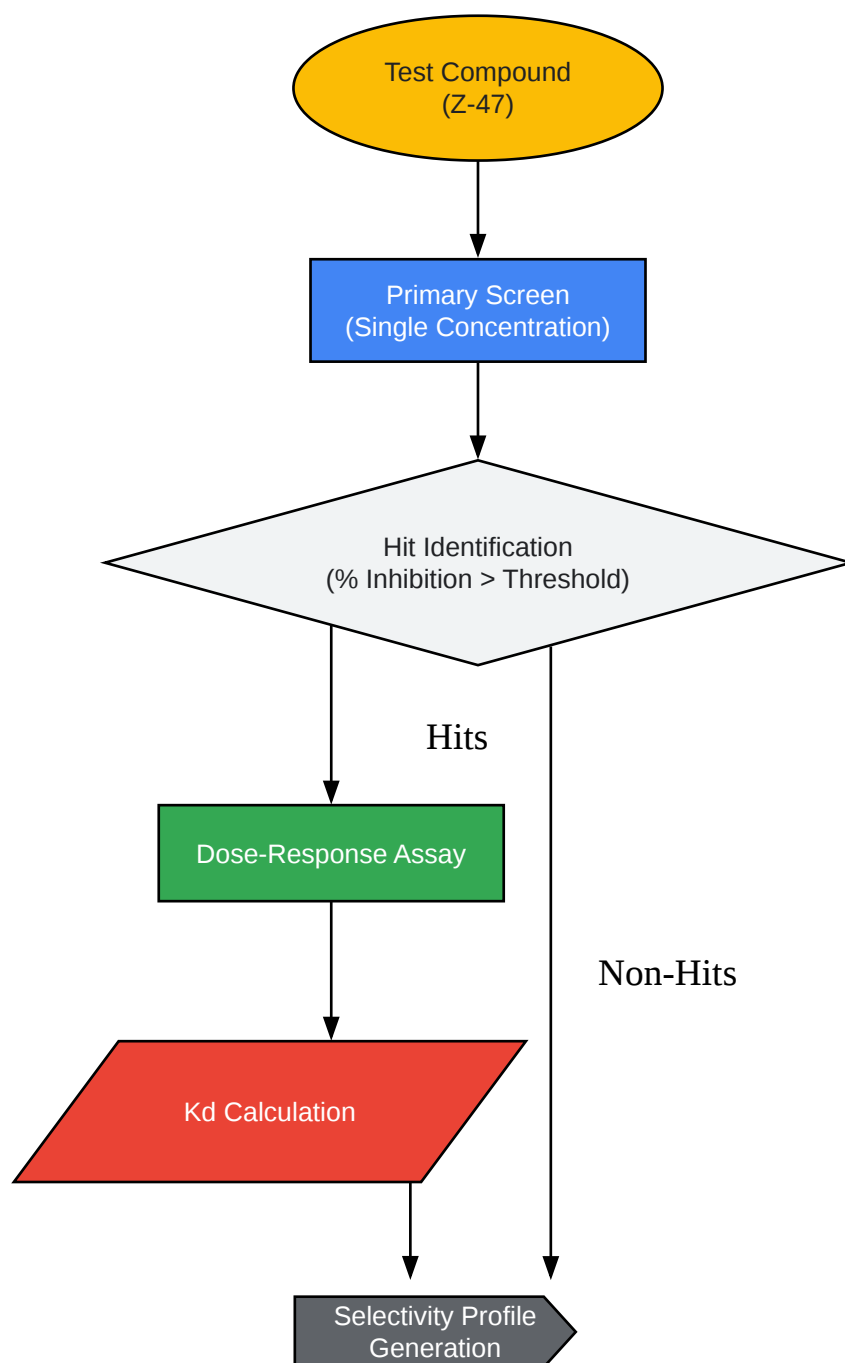 Test Compound
(Z-47)
Primary Screen
(Single Concentration)
Hit Identification
(% Inhibition > Threshold)
Hits
Dose-Response Assay
Non-Hits
Kd Calculation
Selectivity Profile
Generation